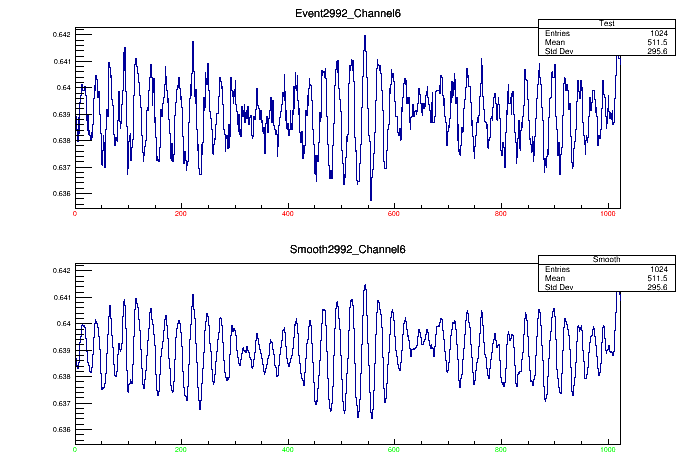 Event2992_Channel6
Test
Entries 1024
Mean 511.5
Std Dev 295.6
0.642
0.641
0.64
0.639
0.638
0.637
0.636
0 200 400 600 800 1000
Smooth2992_Channel6
Smooth
Entries 1024
Mean 511.5
Std Dev 295.6
0.642
0.641
0.64
0.639
0.638
0.637
0.636
0 200 400 600 800 1000